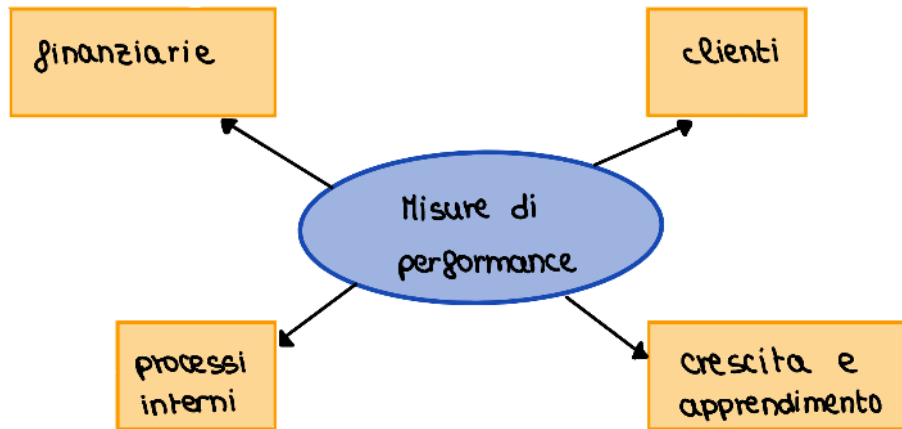 finanziarie
clienti
Misure di
performance
processi
interni
crescita e
apprendimento